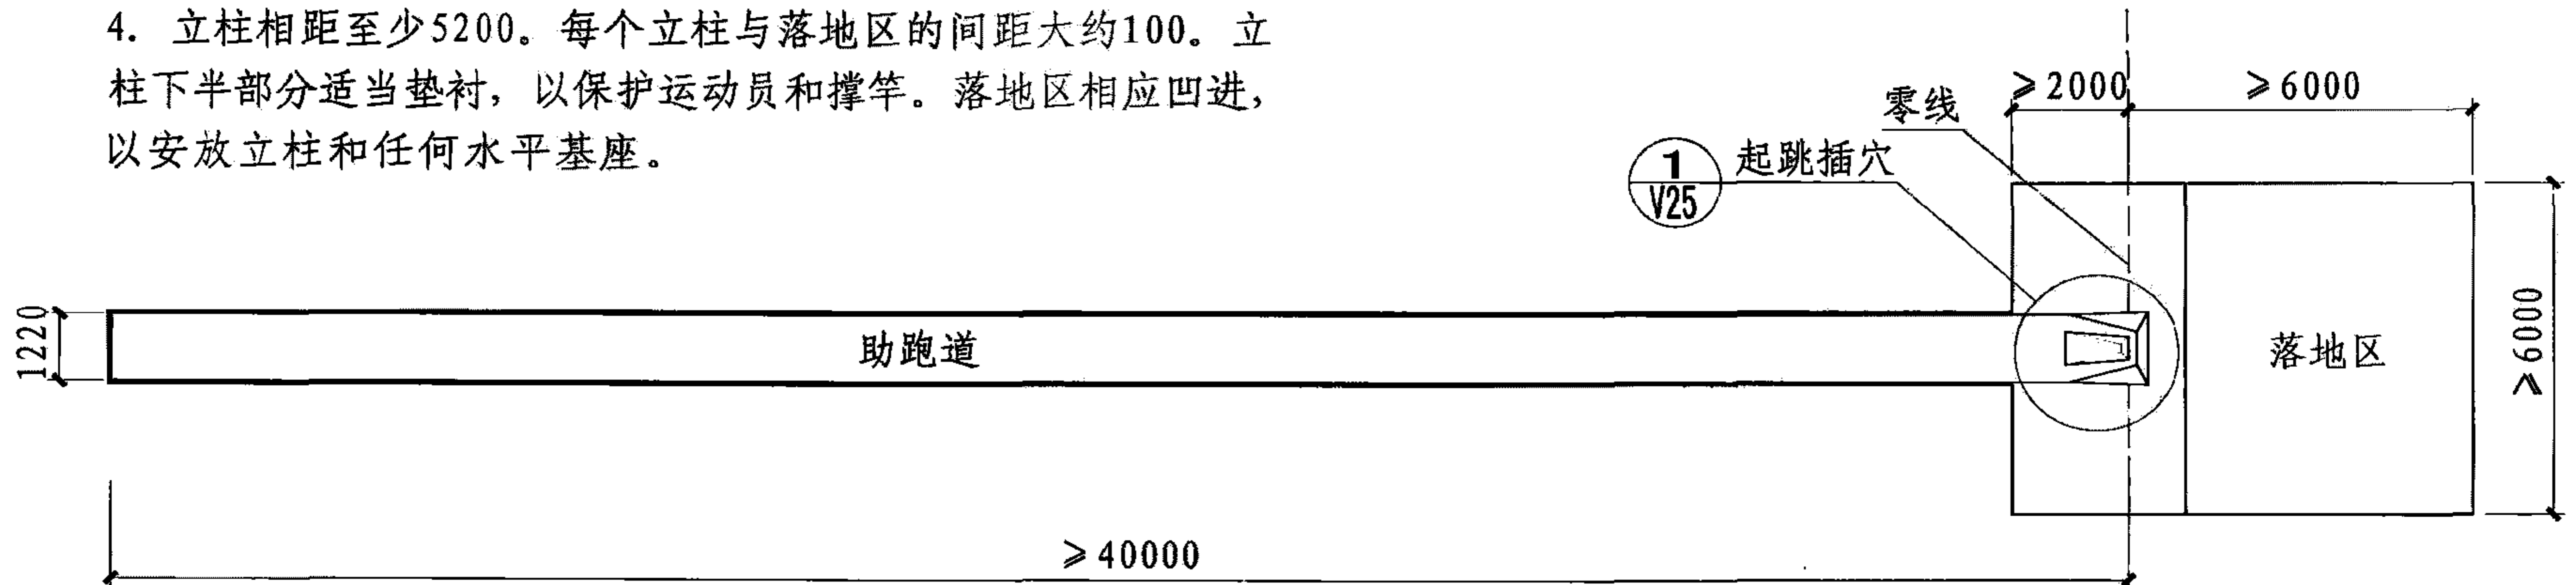 4. 立柱相距至少5200。每个立柱与落地区的间距大约100。立
柱下半部分适当垫衬，以保护运动员和撑竿。落地区相应凹进，
以安放立柱和任何水平基座。
≥2000
≥6000
零线
1
V25
起跳插穴
1220
助跑道
落地区
≥6000
≥40000